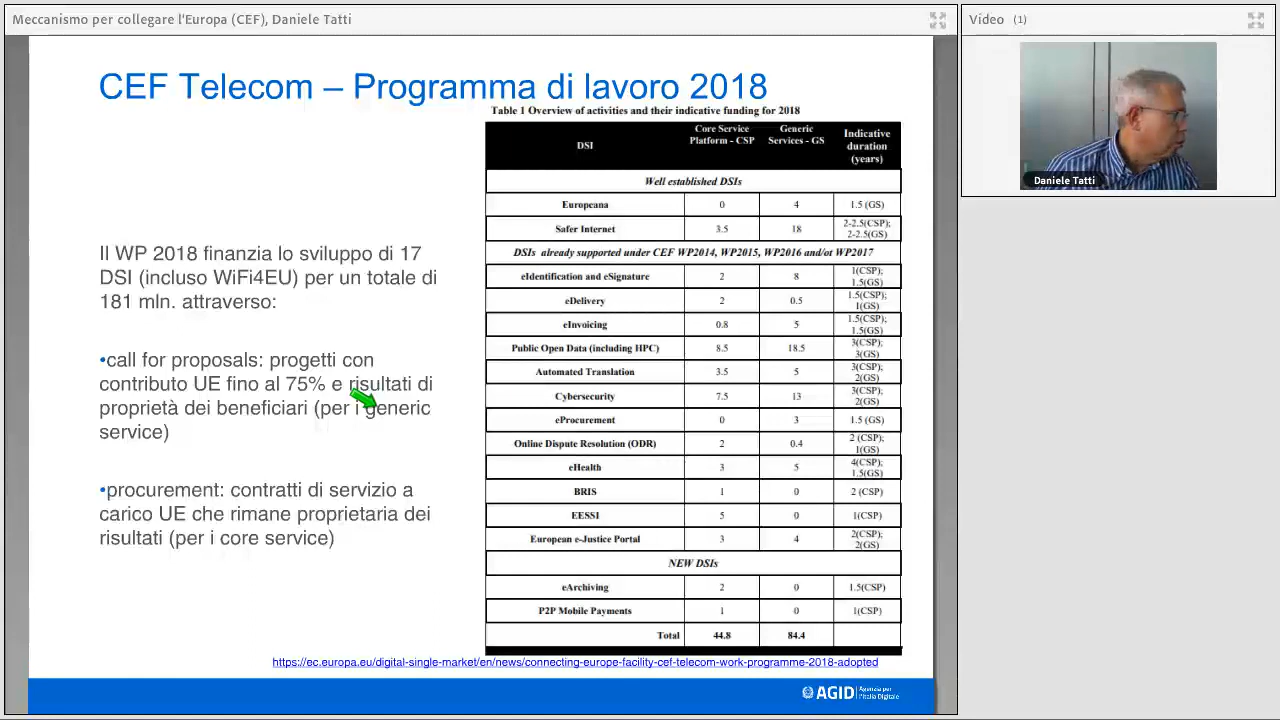 Meccanismo per collegare l'Europa (CEF), Daniele Tatti
Video (1)
Daniele Tatti
CEF Telecom – Programma di lavoro 2018
Il WP 2018 finanzia lo sviluppo di 17
DSI (incluso WiFi4EU) per un totale di
181 mln. attraverso:
•call for proposals: progetti con
contributo UE fino al 75% e risultati di
proprietà dei beneficiari (per i generic
service)
•procurement: contratti di servizio a
carico UE che rimane proprietaria dei
risultati (per i core service)
Table 1 Overview of activities and their indicative funding for 2018
DSI Core Service Platform - CSP Generic Services - GS Indicative duration (years)
Well established DSIs
Europeana 0 4 1.5 (GS)
Safer Internet 3.5 18 2-2.5(CSP); 2-2.5(GS)
DSIs already supported under CEF WP2014, WP2015, WP2016 and/ot WP2017
eIdentification and eSignature 2 8 1(CSP); 1.5(GS)
eDelivery 2 0.5 1.5(CSP); 1(GS)
eInvoicing 0.8 5 1.5(CSP); 1.5(GS)
Public Open Data (including HPC) 8.5 18.5 3(CSP); 3(GS)
Automated Translation 3.5 5 3(CSP); 2(GS)
Cybersecurity 7.5 13 3(CSP); 2(GS)
eProcurement 0 3 1.5 (GS)
Online Dispute Resolution (ODR) 2 0.4 2 (CSP); 1(GS)
eHealth 3 5 4(CSP); 1.5(GS)
BRIS 1 0 2 (CSP)
EESSI 5 0 1(CSP)
European e-Justice Portal 3 4 2(CSP); 2(GS)
NEW DSIs
eArchiving 2 0 1.5(CSP)
P2P Mobile Payments 1 0 1(CSP)
Total 44.8 84.4
https://ec.europa.eu/digital-single-market/en/news/connecting-europe-facility-cef-telecom-work-programme-2018-adopted
AGID Agenzia per l'Italia Digitale